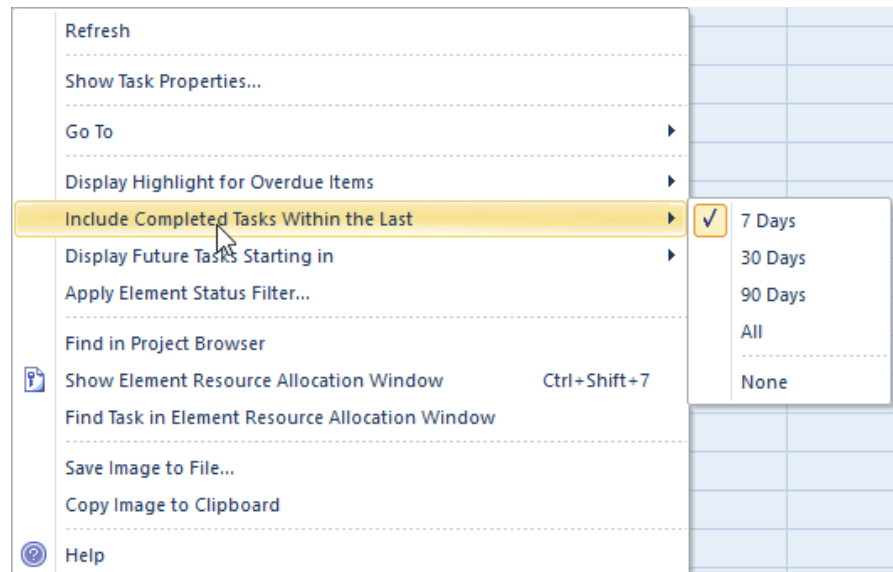 Refresh
Show Task Properties...
Go To
Display Highlight for Overdue Items
Include Completed Tasks Within the Last
Display Future Tasks Starting in
Apply Element Status Filter...
Find in Project Browser
Show Element Resource Allocation Window Ctrl+Shift+7
Find Task in Element Resource Allocation Window
Save Image to File...
Copy Image to Clipboard
Help
7 Days
30 Days
90 Days
All
None